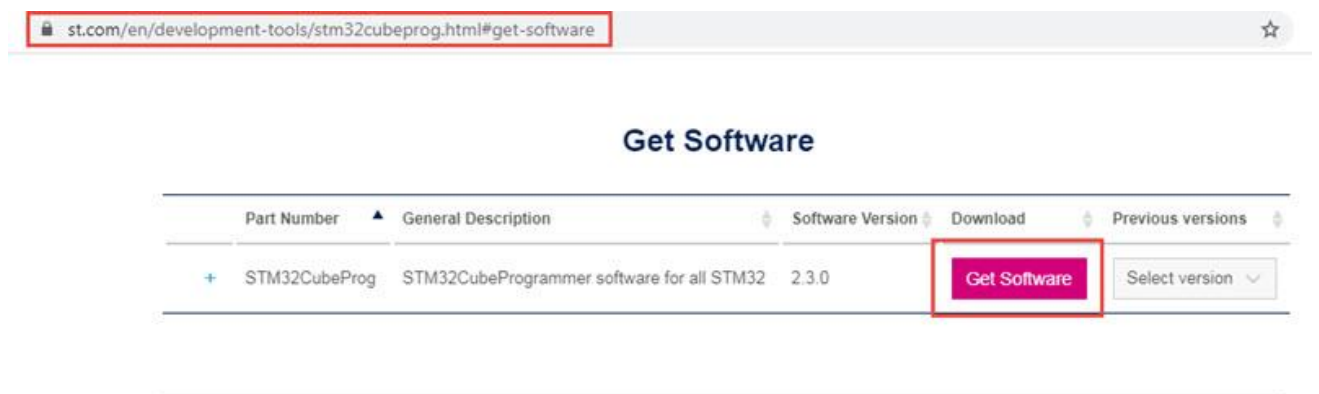 st.com/en/development-tools/stm32cubeprog.html#get-software
Get Software
Part Number General Description Software Version Download Previous versions
+ STM32CubeProg STM32CubeProgrammer software for all STM32 2.3.0 Get Software Select version